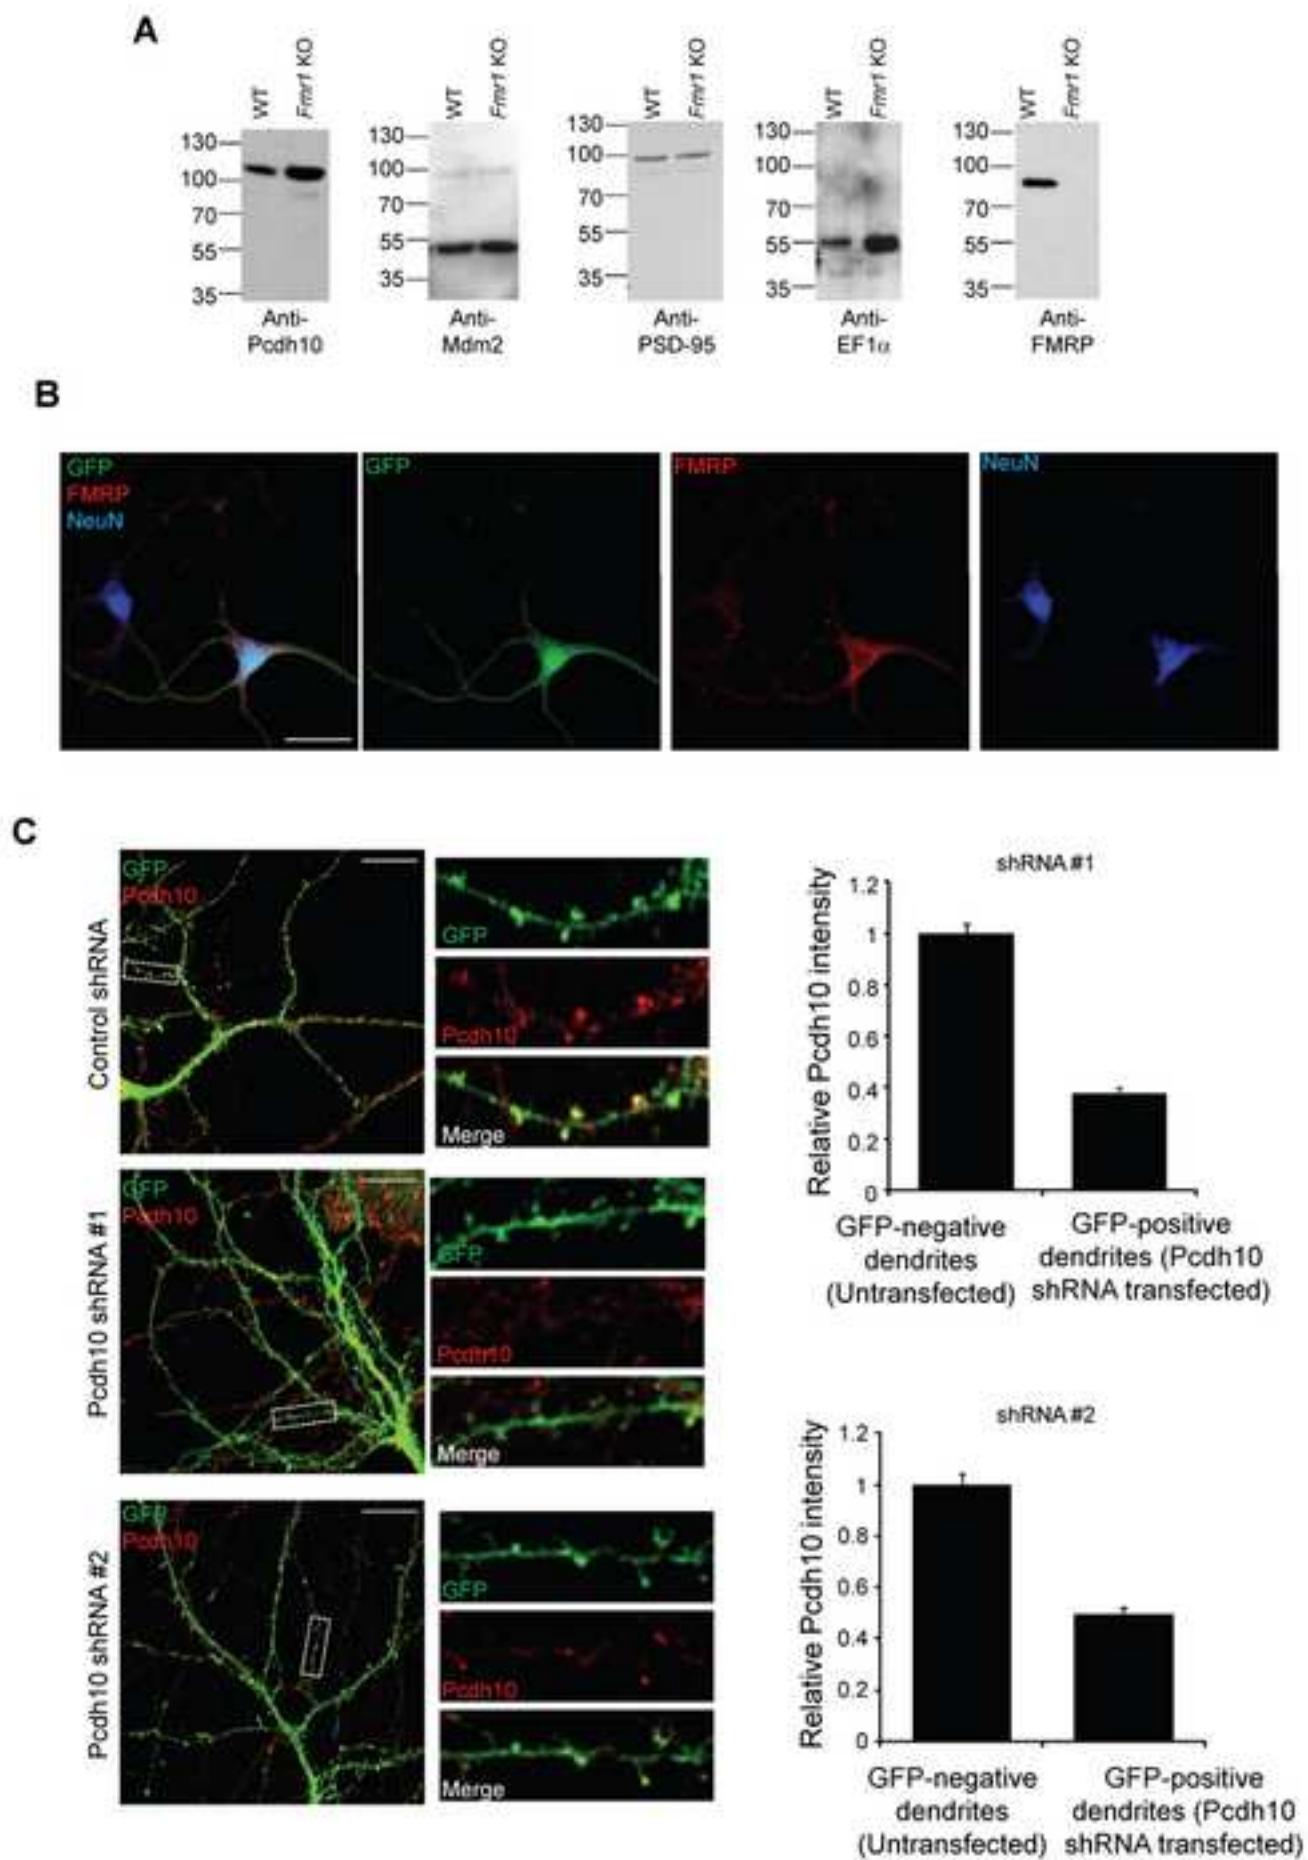 A
WT Fmr1 KO
130
100
70
55
35
Anti-
Pcdh10
WT Fmr1 KO
130
100
70
55
35
Anti-
Mdm2
WT Fmr1 KO
130
100
70
55
35
Anti-
PSD-95
WT Fmr1 KO
130
100
70
55
35
Anti-
EF1α
WT Fmr1 KO
130
100
70
55
35
Anti-
FMRP
B
GFP
FMRP
NeuN
GFP
FMRP
NeuN
C
Control shRNA
GFP
Pcdh10
GFP
Pcdh10
Merge
Pcdh10 shRNA #1
GFP
Pcdh10
GFP
Pcdh10
Merge
Pcdh10 shRNA #2
GFP
Pcdh10
GFP
Pcdh10
Merge
shRNA #1
Relative Pcdh10 intensity
1.2
1
0.8
0.6
0.4
0.2
0
GFP-negative
dendrites
(Untransfected)
GFP-positive
dendrites (Pcdh10
shRNA transfected)
shRNA #2
Relative Pcdh10 intensity
1.2
1
0.8
0.6
0.4
0.2
0
GFP-negative
dendrites
(Untransfected)
GFP-positive
dendrites (Pcdh10
shRNA transfected)